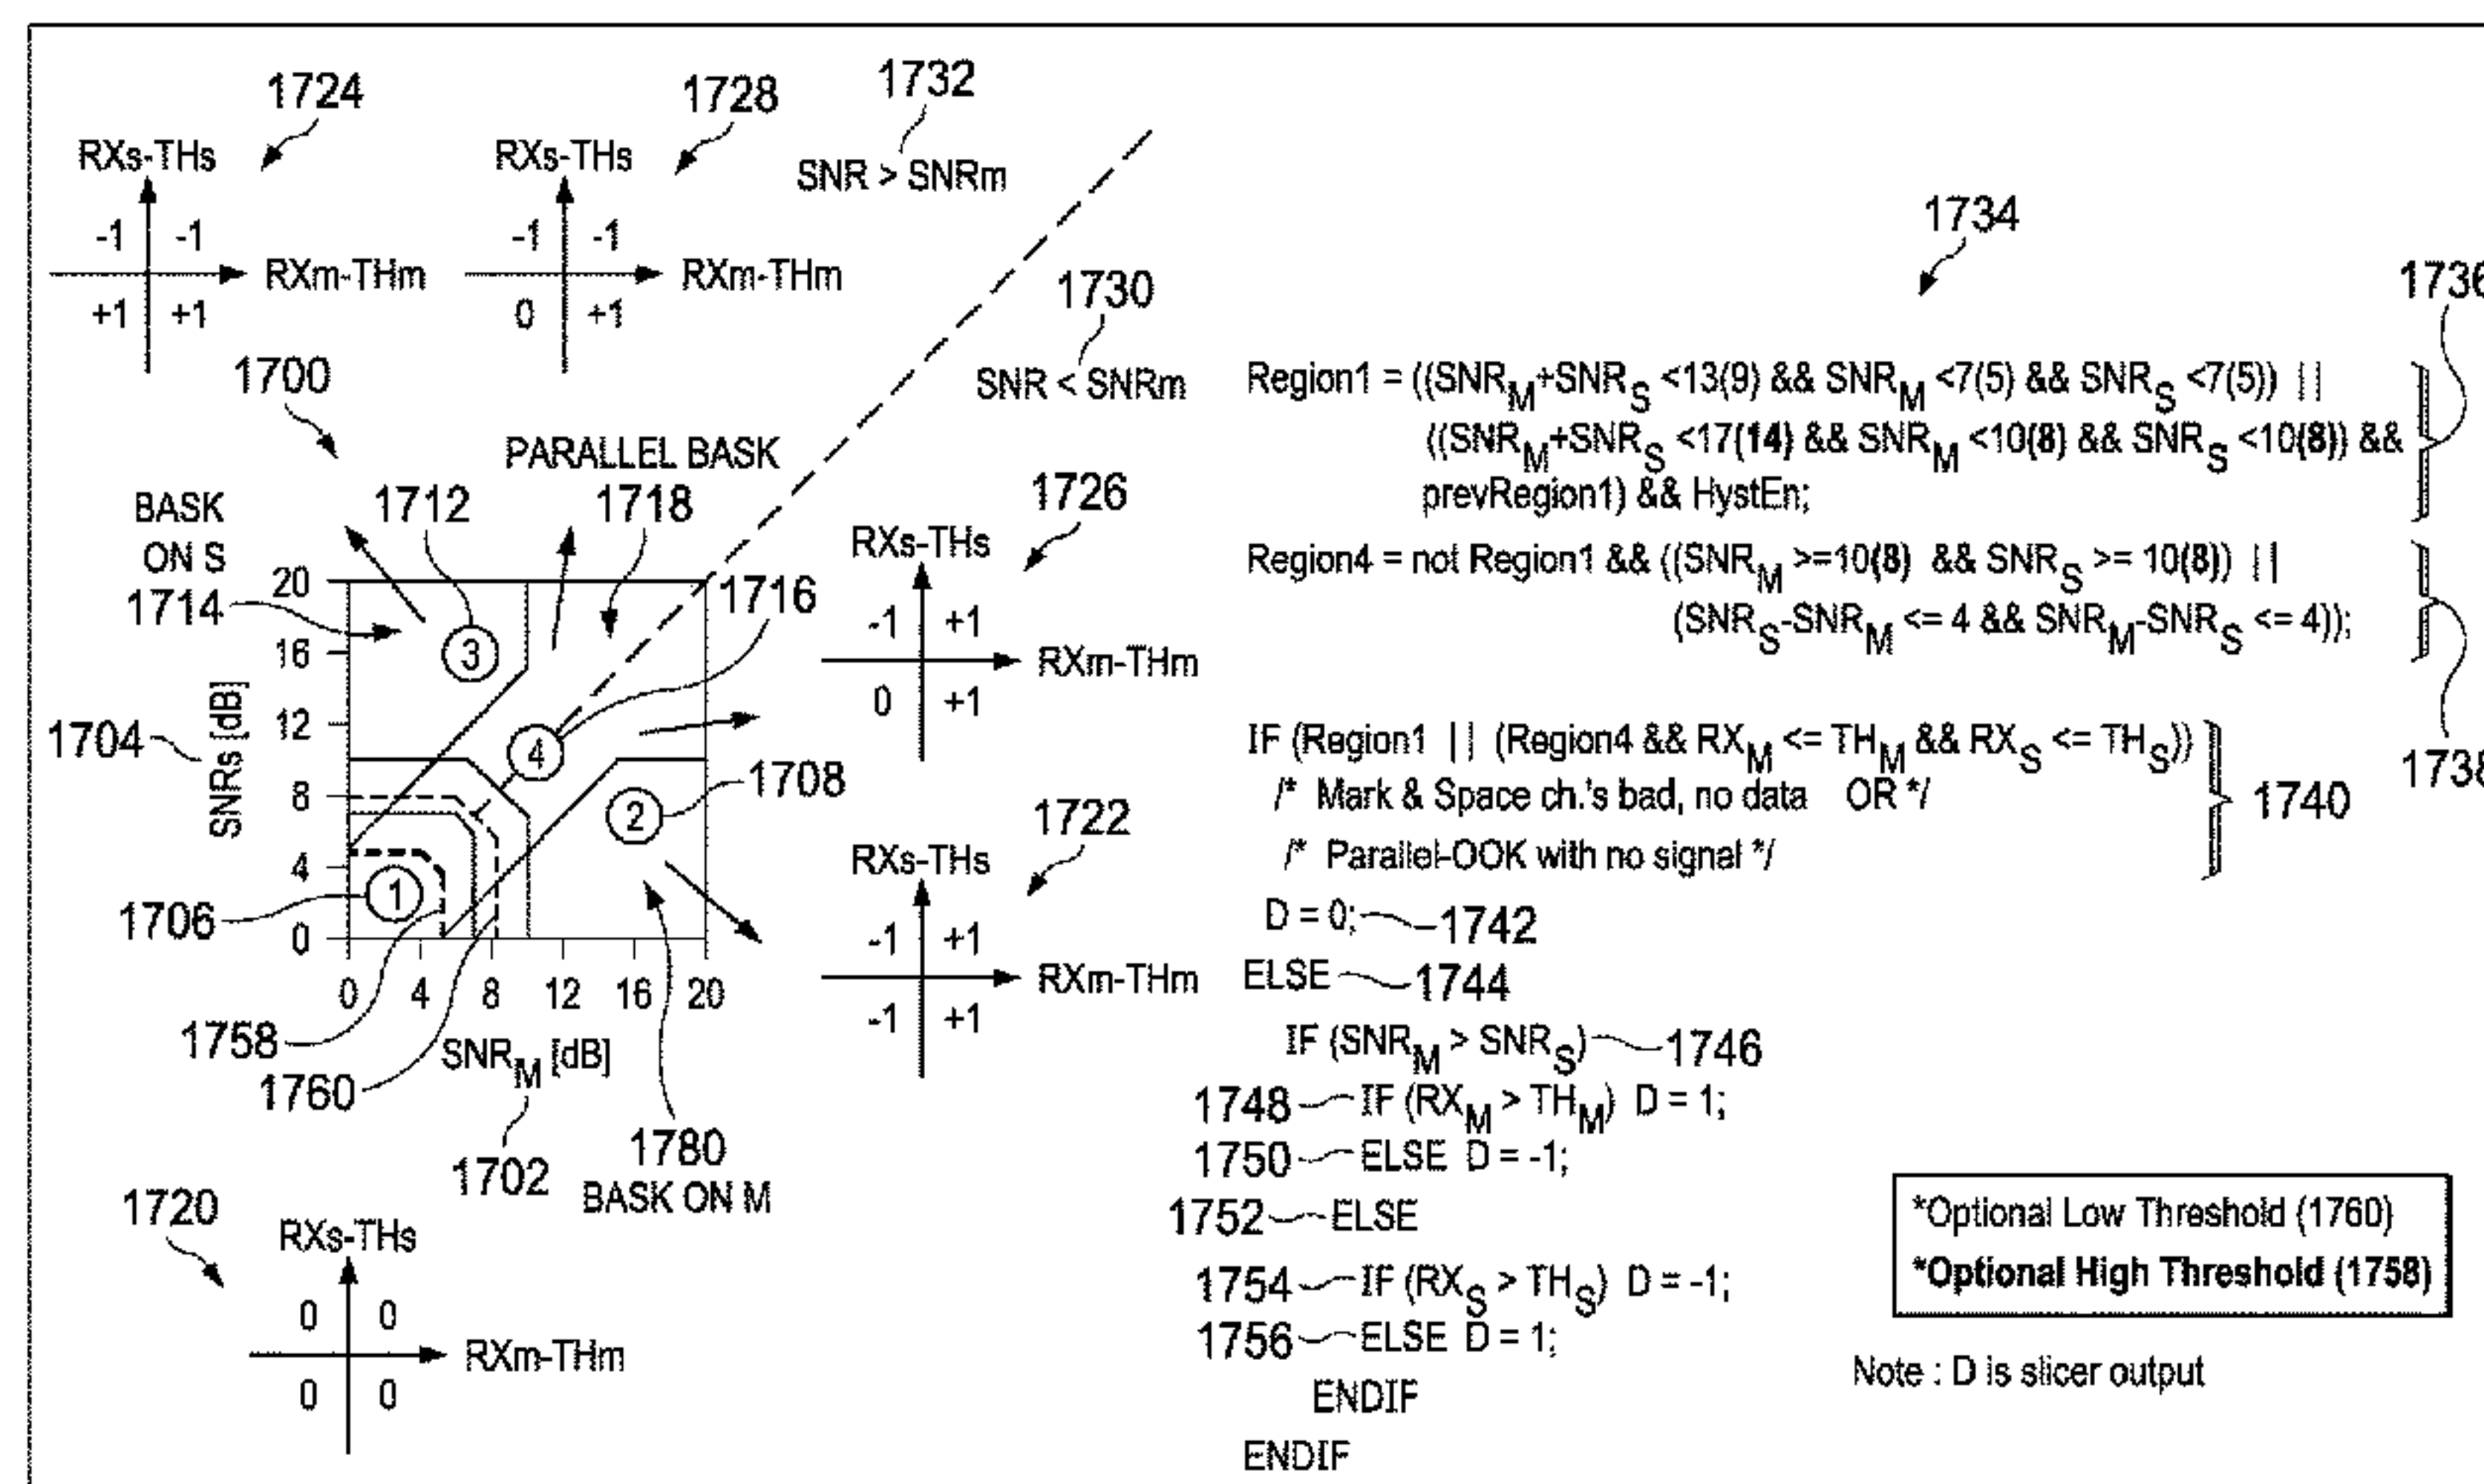 1724
1728
1732
RXs-THs
RXs-THs
SNR > SNRm
-1 -1
-1 -1
RXm-THm
RXm-THm
+1 +1
0 +1
1730
SNR < SNRm
1700
PARALLEL BASK
BASK
ON S
1712
1718
1714
1716
1726
RXs-THs
-1 +1
RXm-THm
0 +1
20
16
12
8
4
0
3
4
2
1
1704
SNRs [dB]
1708
1706
1722
RXs-THs
-1 +1
RXm-THm
-1 +1
0 4 8 12 16 20
1758
SNRM [dB]
1760
1702
1780
BASK ON M
1720
RXs-THs
0 0
RXm-THm
0 0
1734
1736
Region1 = ((SNRM+SNRS <13(9) && SNRM <7(5) && SNRS <7(5)) ||
((SNRM+SNRS <17(14) && SNRM <10(8) && SNRS <10(8)) &&
prevRegion1) && HystEn;
Region4 = not Region1 && ((SNRM >=10(8) && SNRS >= 10(8)) ||
(SNRS-SNRM <= 4 && SNRM-SNRS <= 4));
1738
IF (Region1 || (Region4 && RXM <= THM && RXS <= THS))
/* Mark & Space ch.'s bad, no data OR */
1740
/* Parallel-OOK with no signal */
D = 0; 1742
ELSE 1744
IF (SNRM > SNRS) 1746
1748 IF (RXM > THM) D = 1;
1750 ELSE D = -1;
1752 ELSE
1754 IF (RXS > THS) D = -1;
1756 ELSE D = 1;
ENDIF
ENDIF
*Optional Low Threshold (1760)
*Optional High Threshold (1758)
Note : D is slicer output